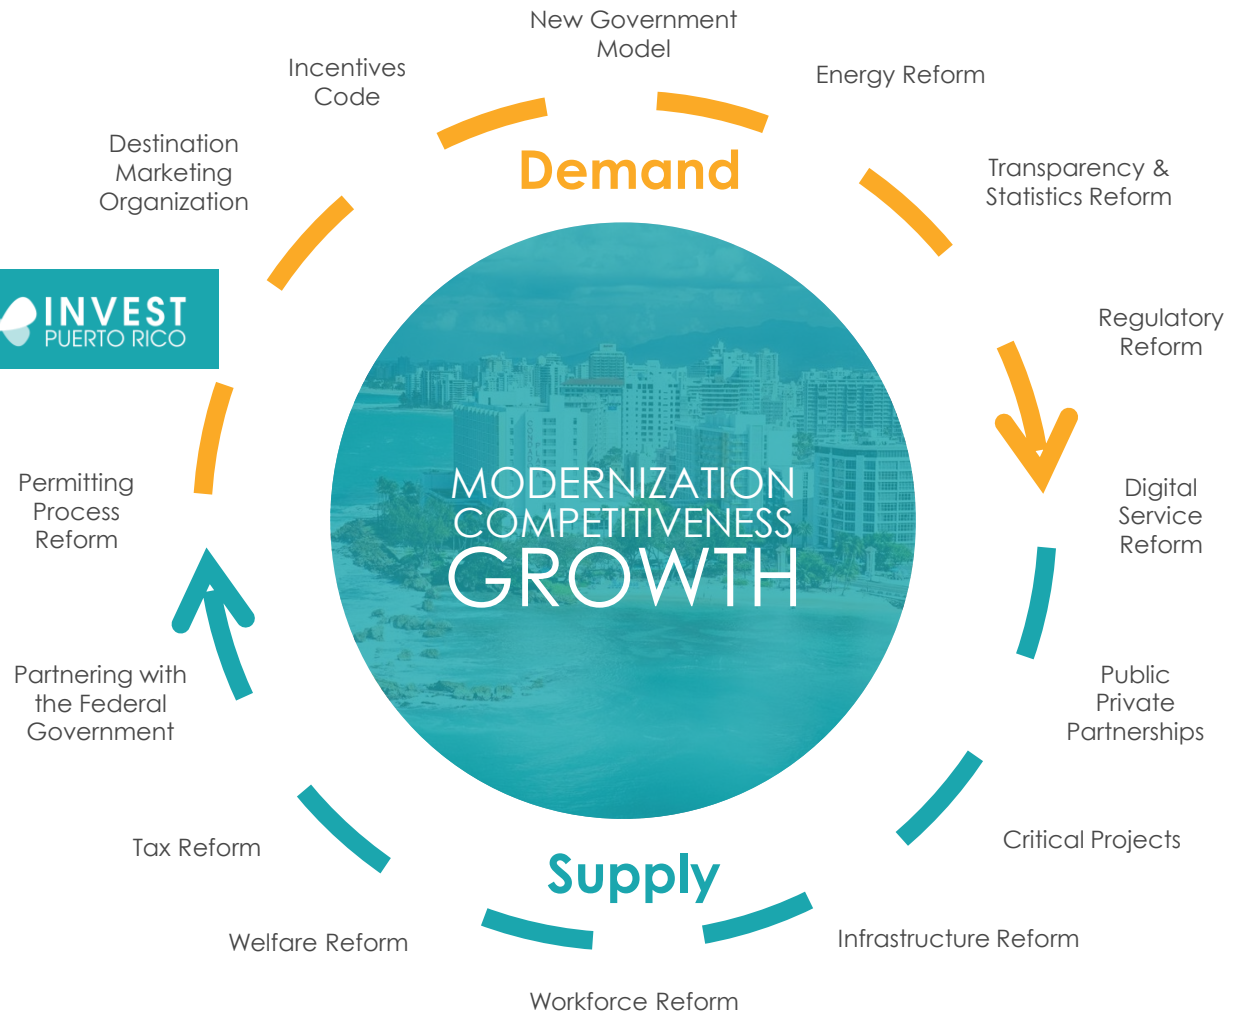 New Government
Model
Incentives
Code
Energy Reform
Destination
Marketing
Organization
Demand
Transparency &
Statistics Reform
INVEST
PUERTO RICO
Regulatory
Reform
MODERNIZATION
COMPETITIVENESS
GROWTH
Permitting
Process
Reform
Digital
Service
Reform
Partnering with
the Federal
Government
Public
Private
Partnerships
Tax Reform
Supply
Critical Projects
Welfare Reform
Infrastructure Reform
Workforce Reform